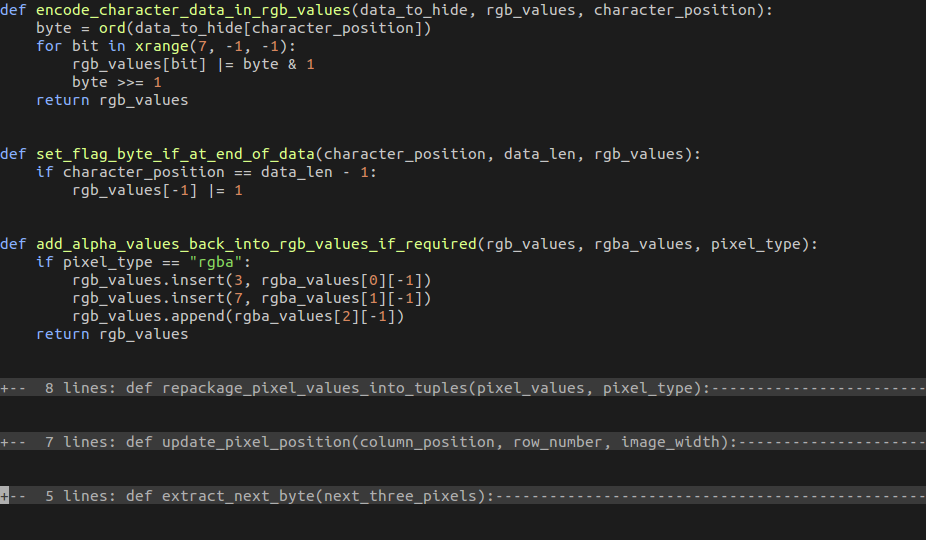 def encode_character_data_in_rgb_values(data_to_hide, rgb_values, character_position):
    byte = ord(data_to_hide[character_position])
    for bit in xrange(7, -1, -1):
        rgb_values[bit] |= byte & 1
        byte >>= 1
    return rgb_values
def set_flag_byte_if_at_end_of_data(character_position, data_len, rgb_values):
    if character_position == data_len - 1:
        rgb_values[-1] |= 1
def add_alpha_values_back_into_rgb_values_if_required(rgb_values, rgba_values, pixel_type):
    if pixel_type == "rgba":
        rgb_values.insert(3, rgba_values[0][-1])
        rgb_values.insert(7, rgba_values[1][-1])
        rgb_values.append(rgba_values[2][-1])
    return rgb_values
+--  8 lines: def repackage_pixel_values_into_tuples(pixel_values, pixel_type):------------------------
+--  7 lines: def update_pixel_position(column_position, row_number, image_width):---------------------
+--  5 lines: def extract_next_byte(next_three_pixels):------------------------------------------------